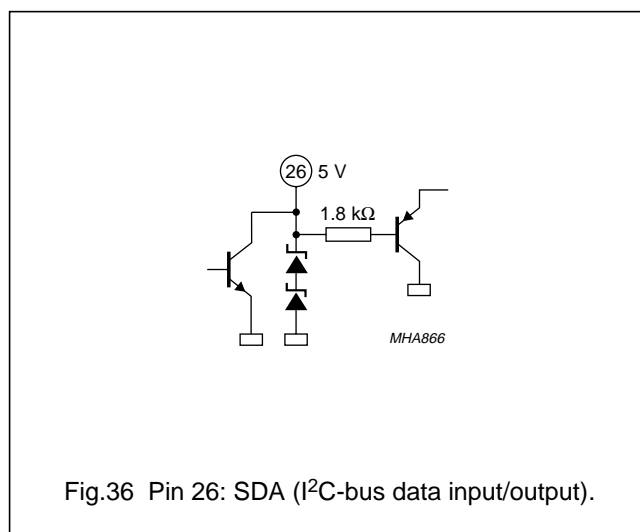 26 5 V
1.8 kΩ
MHA866
Fig.36 Pin 26: SDA (I²C-bus data input/output).